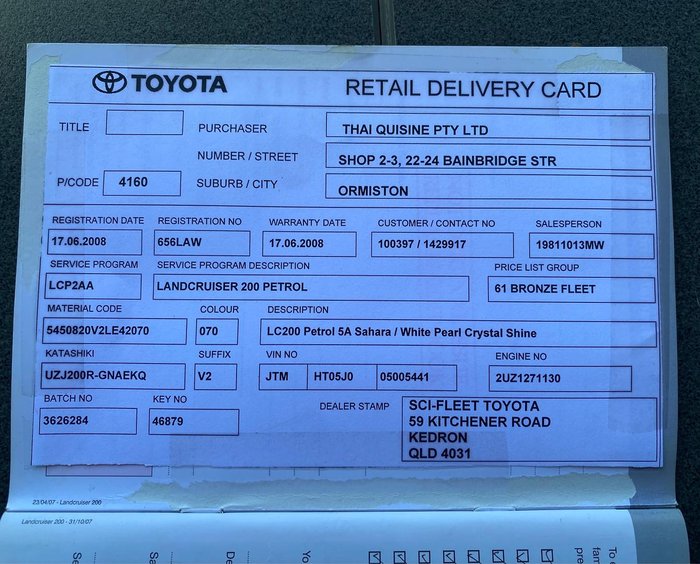 TOYOTA RETAIL DELIVERY CARD
TITLE PURCHASER THAI QUISINE PTY LTD
NUMBER / STREET SHOP 2-3, 22-24 BAINBRIDGE STR
P/CODE 4160 SUBURB / CITY ORMISTON
REGISTRATION DATE REGISTRATION NO WARRANTY DATE CUSTOMER / CONTACT NO SALESPERSON
17.06.2008 656LAW 17.06.2008 100397 / 1429917 19811013MW
SERVICE PROGRAM SERVICE PROGRAM DESCRIPTION PRICE LIST GROUP
LCP2AA LANDCRUISER 200 PETROL 61 BRONZE FLEET
MATERIAL CODE COLOUR DESCRIPTION
5450820V2LE42070 070 LC200 Petrol 5A Sahara / White Pearl Crystal Shine
KATASHIKI SUFFIX VIN NO ENGINE NO
UZJ200R-GNAEKQ V2 JTM HT05J0 05005441 2UZ1271130
BATCH NO KEY NO DEALER STAMP SCI-FLEET TOYOTA
3626284 46879 59 KITCHENER ROAD
KEDRON
QLD 4031
23/04/07 - Landcruiser 200
Landcruiser 200 - 31/10/07